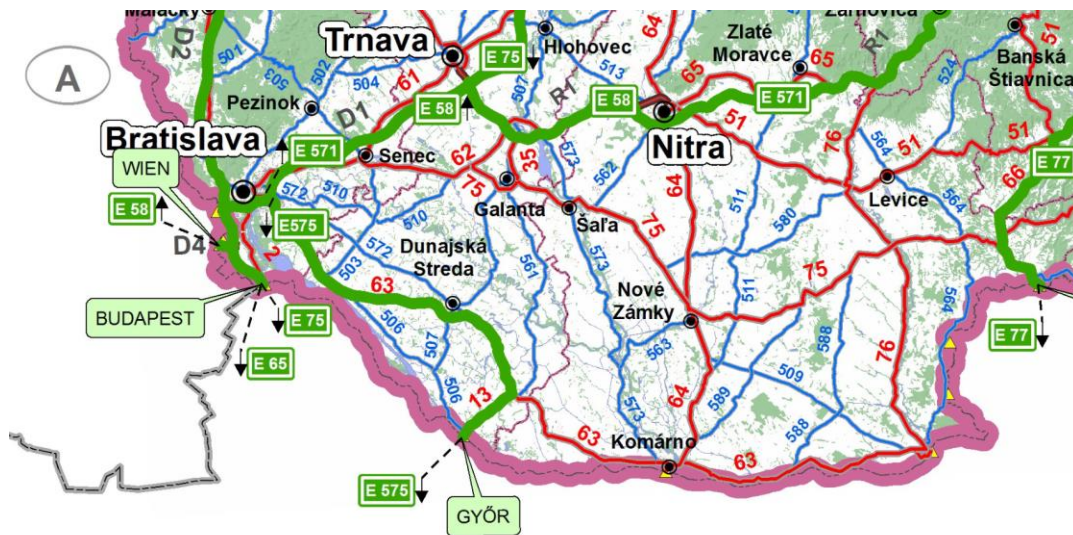 Malacky
Žarnovica
64
51
D2
501
Trnava
E 75
Hlohovec
Zlaté
Moravce
R1
Banská
Štiavnica
A
503
502
504
61
513
65
65
524
Pezinok
D1
E 58
507
R1
E 58
E 571
Bratislava
E 571
Senec
62
35
573
Nitra
51
76
564
51
E 77
66
WIEN
572
510
75
562
64
511
Levice
E 58
Galanta
Šaľa
580
564
D4
E575
510
75
2
572
Dunajská
Streda
503
561
573
63
Nové
Zámky
511
75
BUDAPEST
E 75
506
507
563
588
564
E 77
E 65
509
76
506
13
573
64
589
588
63
Komárno
63
E 575
GYŐR